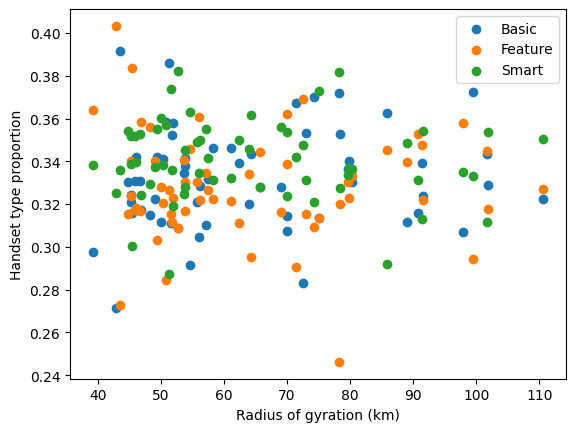 Basic
Feature
Smart
0.40
0.38
0.36
0.34
0.32
0.30
0.28
0.26
0.24
Handset type proportion
40 50 60 70 80 90 100 110
Radius of gyration (km)